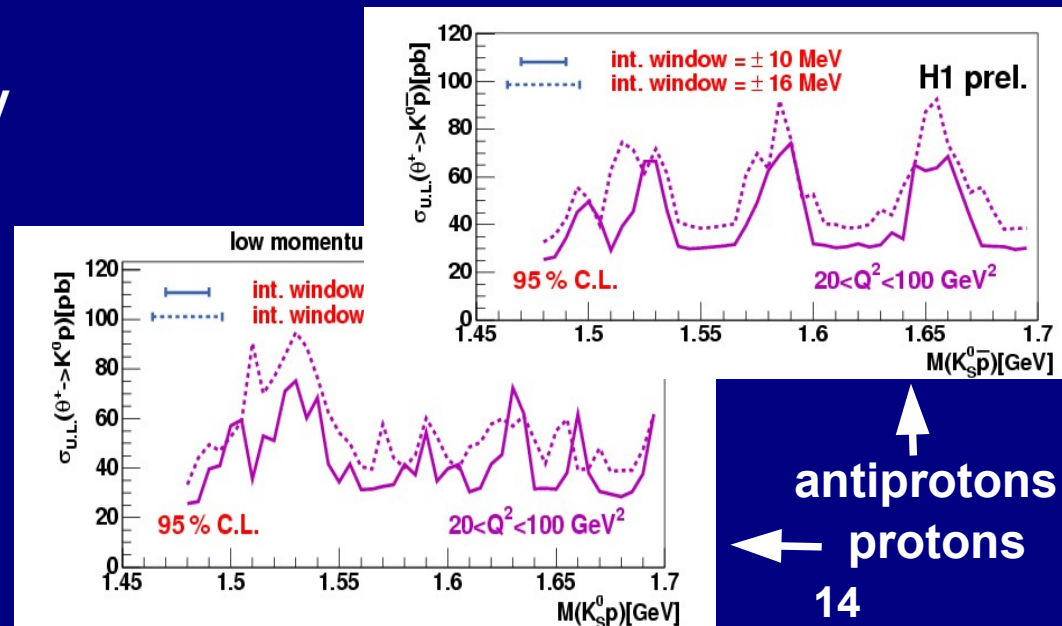 120
100
80
60
40
20
0
σU.L.(θ⁺->K⁰p̅)[pb]
int. window = ± 10 MeV
int. window = ± 16 MeV
H1 prel.
95 % C.L.
20<Q²<100 GeV²
1.45 1.5 1.55 1.6 1.65 1.7
M(K⁰Sp̅)[GeV]
low
120
100
80
60
40
20
0
σU.L.(θ⁺->K⁰p)[pb]
int. window
int. window
95 % C.L.
20<Q²<100 GeV²
1.45 1.5 1.55 1.6 1.65 1.7
M(K⁰Sp)[GeV]
antiprotons
protons
14